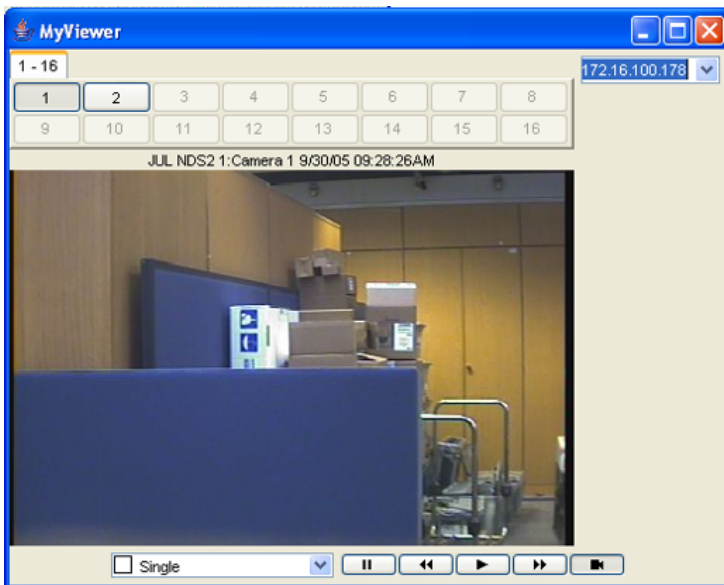 MyViewer
1 - 16
172.16.100.178
1 2 3 4 5 6 7 8
9 10 11 12 13 14 15 16
JUL NDS2 1:Camera 1 9/30/05 09:28:26AM
Single